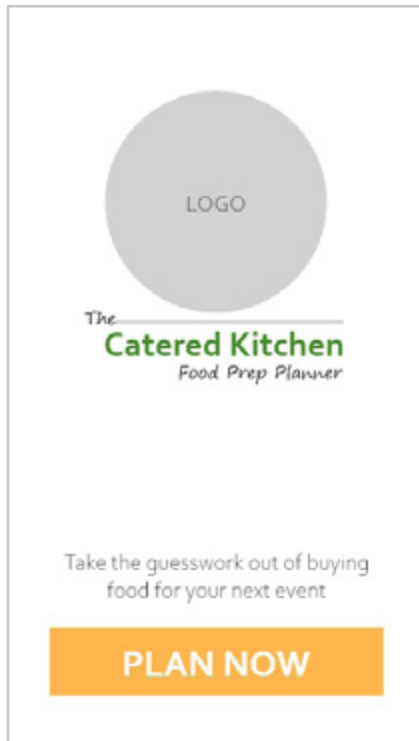 LOGO
The
Catered Kitchen
Food Prep Planner
Take the guesswork out of buying
food for your next event
PLAN NOW